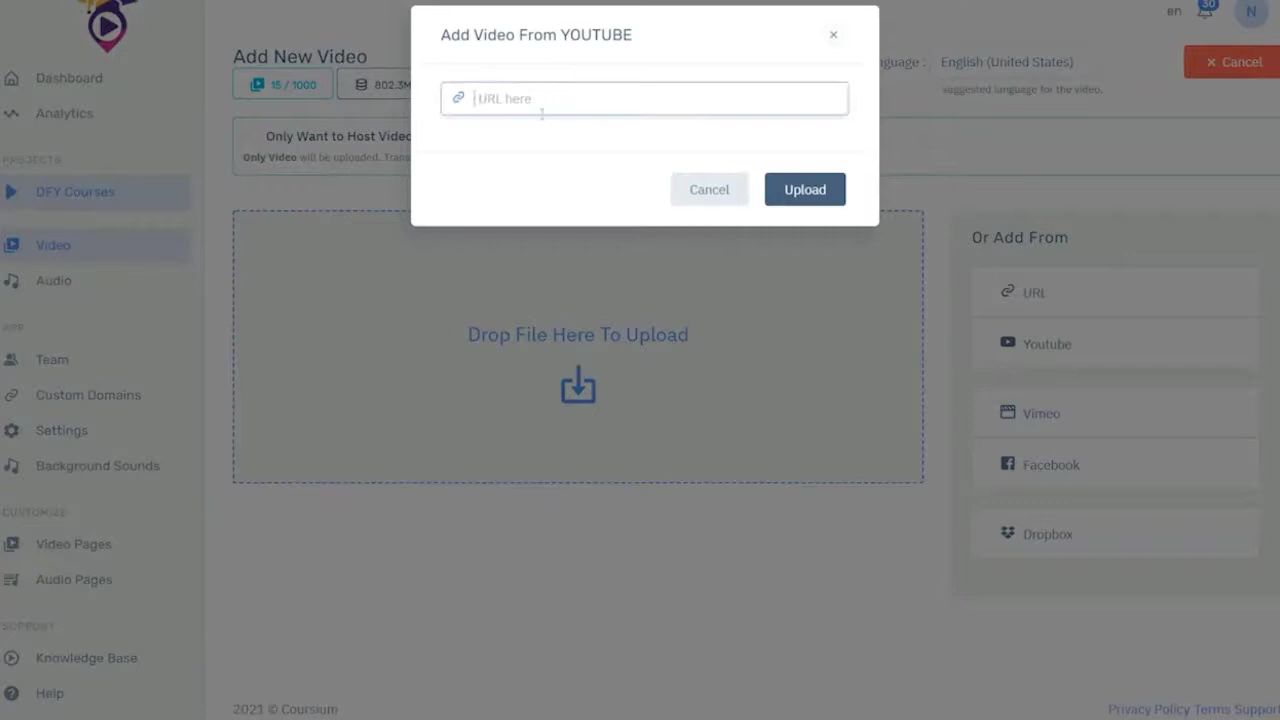 en
30
N
Add Video From YOUTUBE
×
Add New Video
15 / 1000
802.3M
English (United States)
× Cancel
suggested language for the video.
URL here
Only Want to Host Video
Only Video will be uploaded.
Cancel
Upload
Dashboard
Analytics
PROJECTS
DFY Courses
Video
Audio
APP
Team
Custom Domains
Settings
Background Sounds
CUSTOMIZE
Video Pages
Audio Pages
SUPPORT
Knowledge Base
Help
Drop File Here To Upload
Or Add From
URL
Youtube
Vimeo
Facebook
Dropbox
2021 © Coursium
Privacy Policy Terms Support